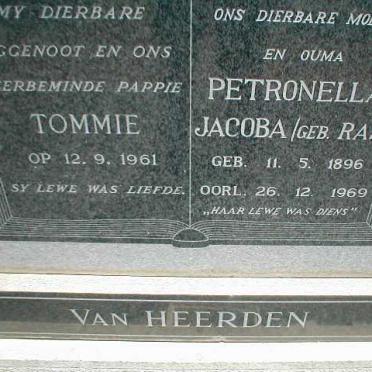 MY DIERBARE
GGENOOT EN ONS
ERBEMINDE PAPPIE
TOMMIE
OP 12. 9. 1961
SY LEWE WAS LIEFDE.
ONS DIERBARE MOE
EN OUMA
PETRONELLA
JACOBA /GEB. RA
GEB. 11. 5. 1896
OORL. 26. 12. 1969
„HAAR LEWE WAS DIENS"
VAN HEERDEN